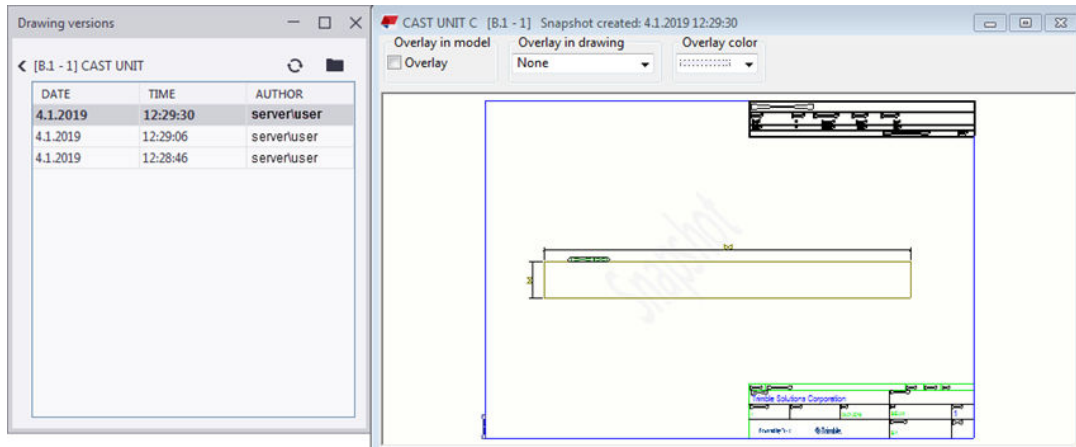 Drawing versions
[B.1 - 1] CAST UNIT
DATE TIME AUTHOR
4.1.2019 12:29:30 server\user
4.1.2019 12:29:06 server\user
4.1.2019 12:28:46 server\user
CAST UNIT C [B.1 - 1] Snapshot created: 4.1.2019 12:29:30
Overlay in model Overlay in drawing Overlay color
Overlay None
Snapshot
Trimble Solutions Corporation
1
Trimble.